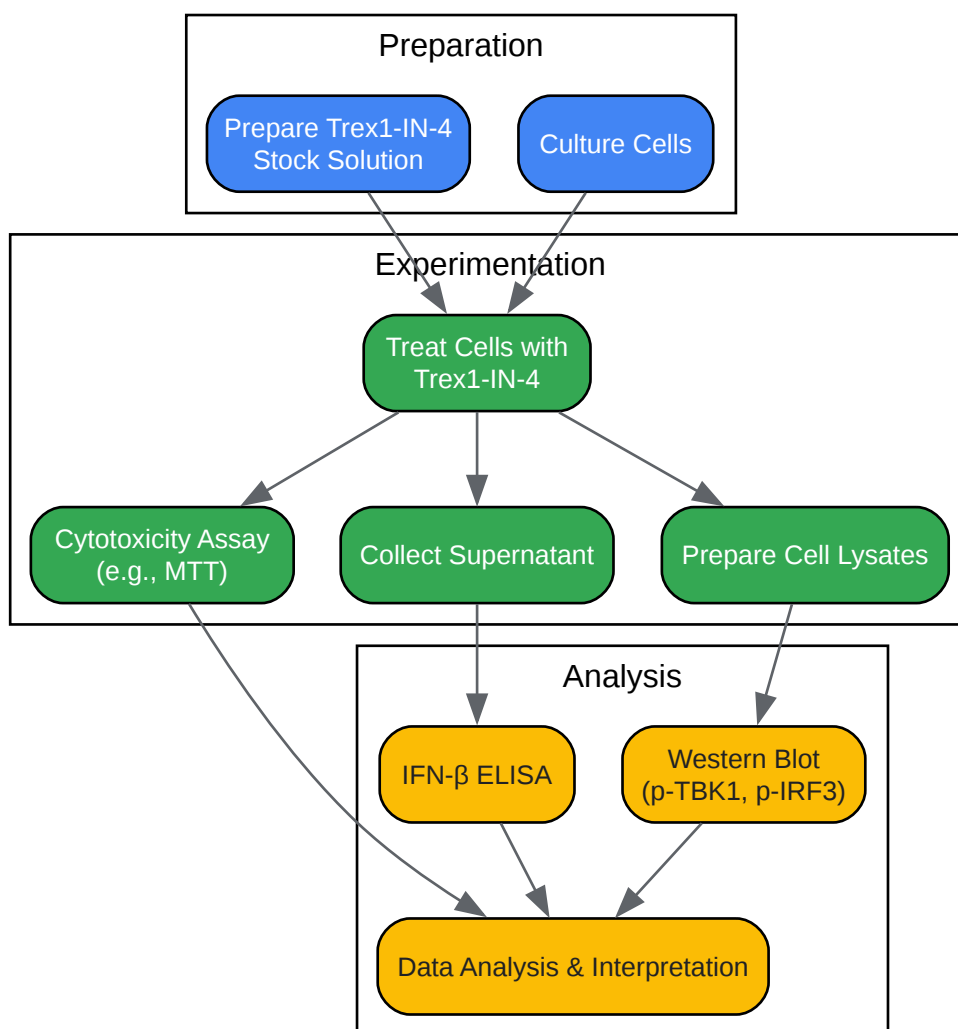 Preparation
Prepare Trex1-IN-4
Stock Solution
Culture Cells
Experimentation
Treat Cells with
Trex1-IN-4
Cytotoxicity Assay
(e.g., MTT)
Collect Supernatant
Prepare Cell Lysates
Analysis
IFN-β ELISA
Western Blot
(p-TBK1, p-IRF3)
Data Analysis & Interpretation